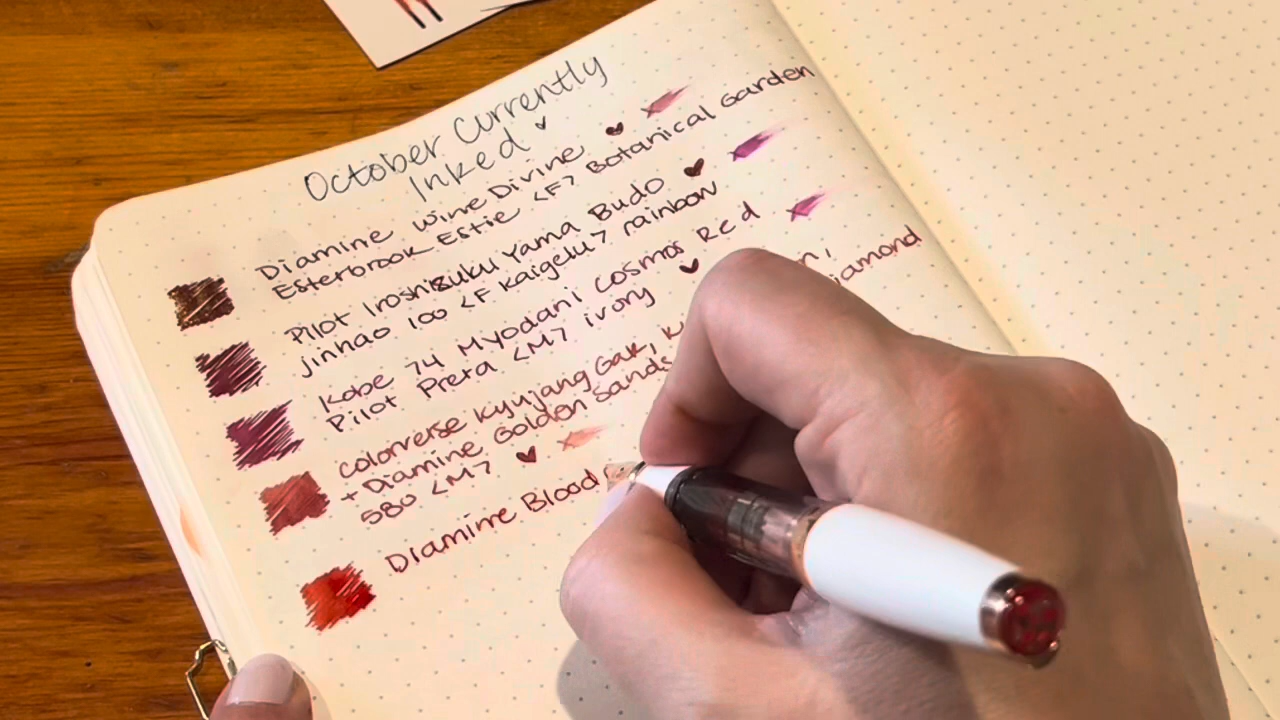 October Currently
Inked
Diamine Wine Divine
Esterbrook Estie <F> Botanical Garden
Pilot Iroshizuku Yama Budo
Jinhao 100 <F Kaigelu> rainbow
Kobe 74 Myodani Cosmos Red
Pilot Prera <M> ivory
Colorverse Kyujang Gak,
+ Diamine Golden Sands
580 <M>
Diamine Blood